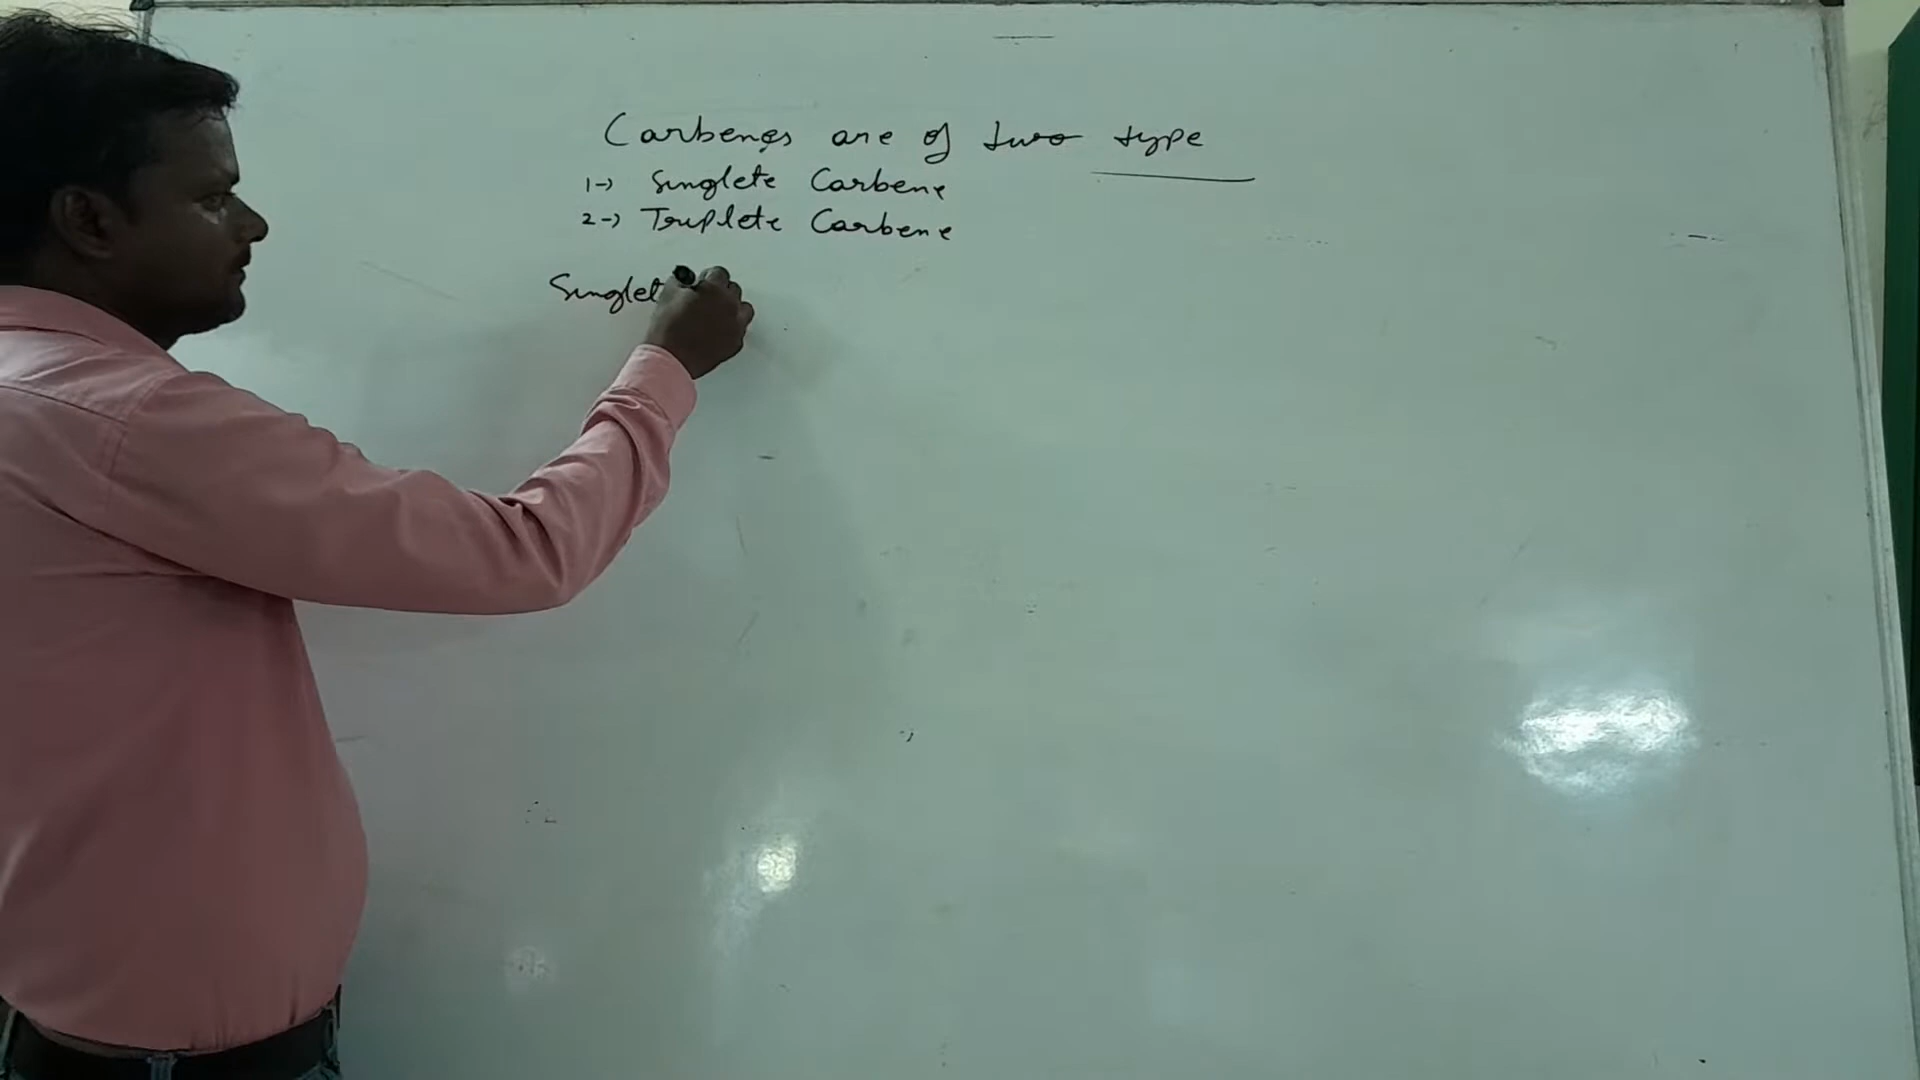 Carbenes are of two type
1-> Singlete Carbene
2-> Triplete Carbene
Singlet